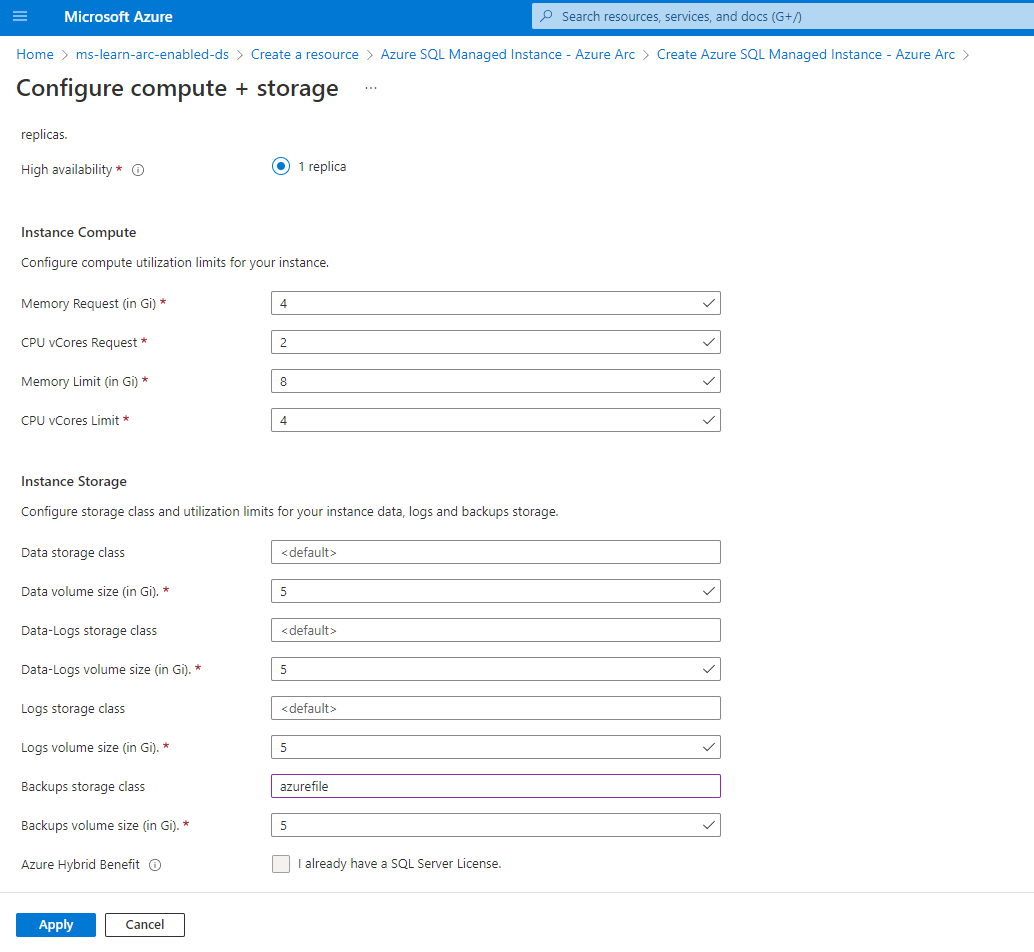 Microsoft Azure
Search resources, services, and docs (G+/)
Home > ms-learn-arc-enabled-ds > Create a resource > Azure SQL Managed Instance - Azure Arc > Create Azure SQL Managed Instance - Azure Arc >
Configure compute + storage ...
replicas.
High availability * 1 replica
Instance Compute
Configure compute utilization limits for your instance.
Memory Request (in Gi) * 4
CPU vCores Request * 2
Memory Limit (in Gi) * 8
CPU vCores Limit * 4
Instance Storage
Configure storage class and utilization limits for your instance data, logs and backups storage.
Data storage class <default>
Data volume size (in Gi). * 5
Data-Logs storage class <default>
Data-Logs volume size (in Gi). * 5
Logs storage class <default>
Logs volume size (in Gi). * 5
Backups storage class azurefile
Backups volume size (in Gi). * 5
Azure Hybrid Benefit I already have a SQL Server License.
Apply Cancel